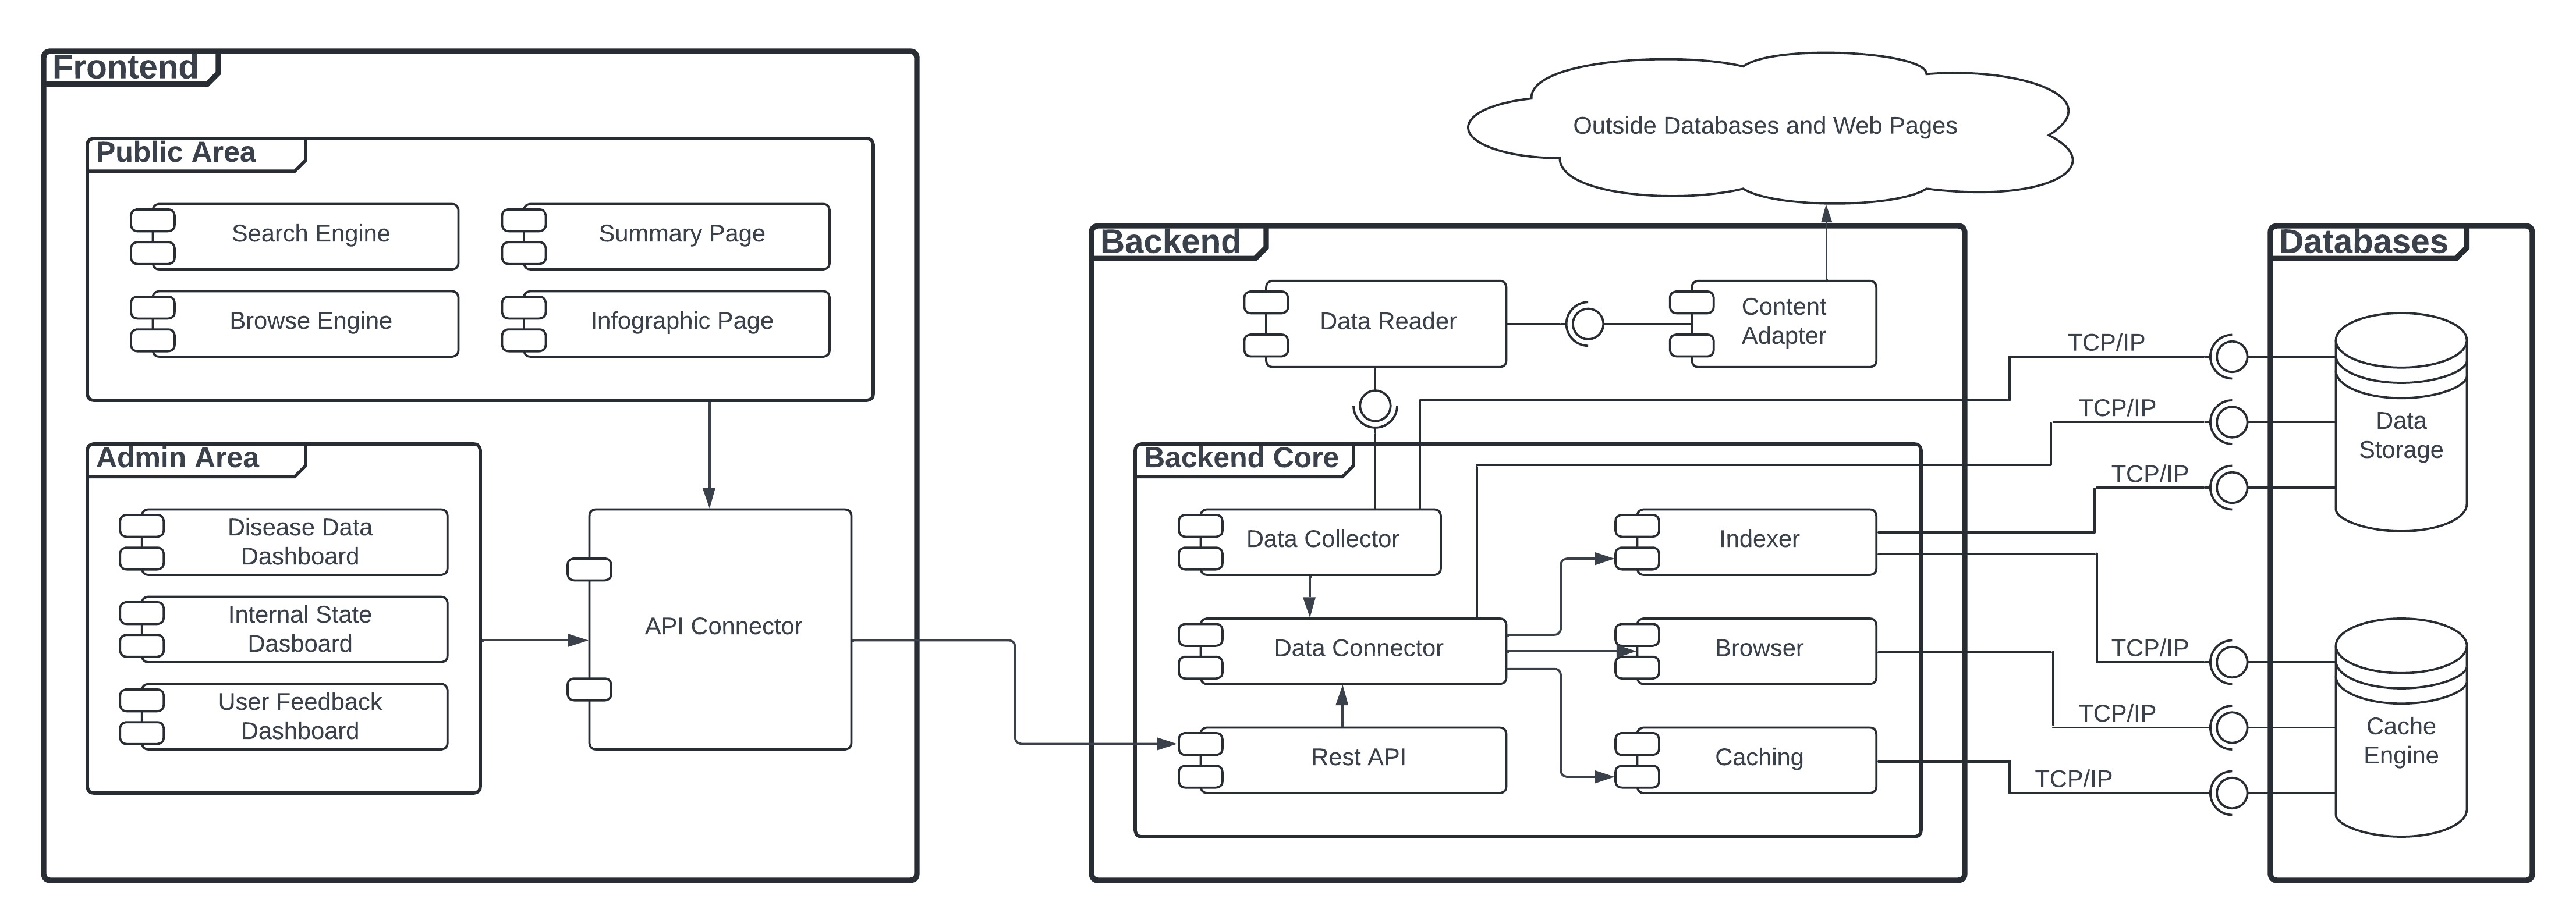 Frontend
Public Area
Search Engine
Summary Page
Browse Engine
Infographic Page
Admin Area
Disease Data
Dashboard
Internal State
Dasboard
User Feedback
Dashboard
API Connector
Outside Databases and Web Pages
Backend
Data Reader
Content
Adapter
Backend Core
Data Collector
Indexer
Data Connector
Browser
Rest API
Caching
TCP/IP
TCP/IP
TCP/IP
TCP/IP
TCP/IP
TCP/IP
Databases
Data
Storage
Cache
Engine